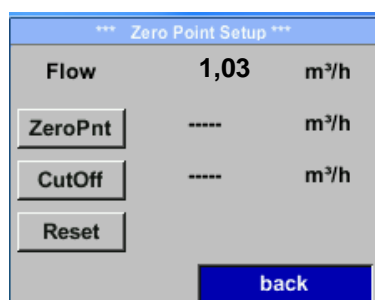 *** Zero Point Setup ***
Flow 1,03 m³/h
ZeroPnt ----- m³/h
CutOff ----- m³/h
Reset
back